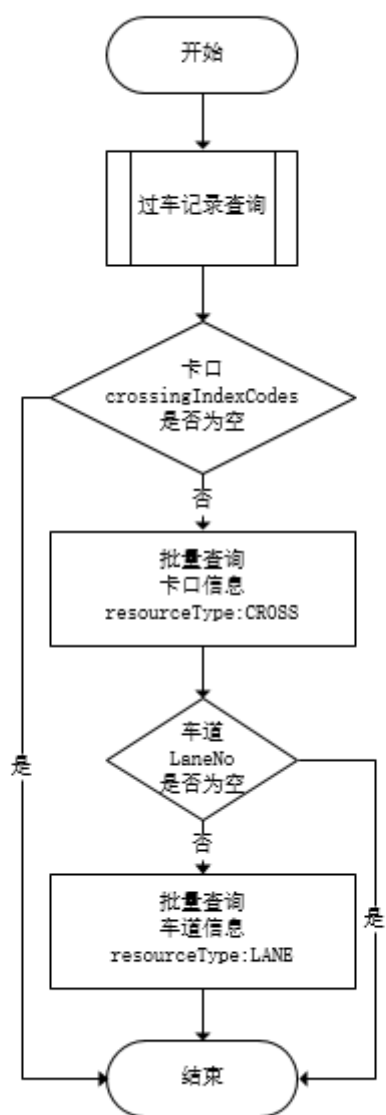 开始
过车记录查询
卡口
crossingIndexCodes
是否为空
否
批量查询
卡口信息
resourceType:CROSS
车道
LaneNo
是否为空
是
否
批量查询
车道信息
resourceType:LANE
是
结束